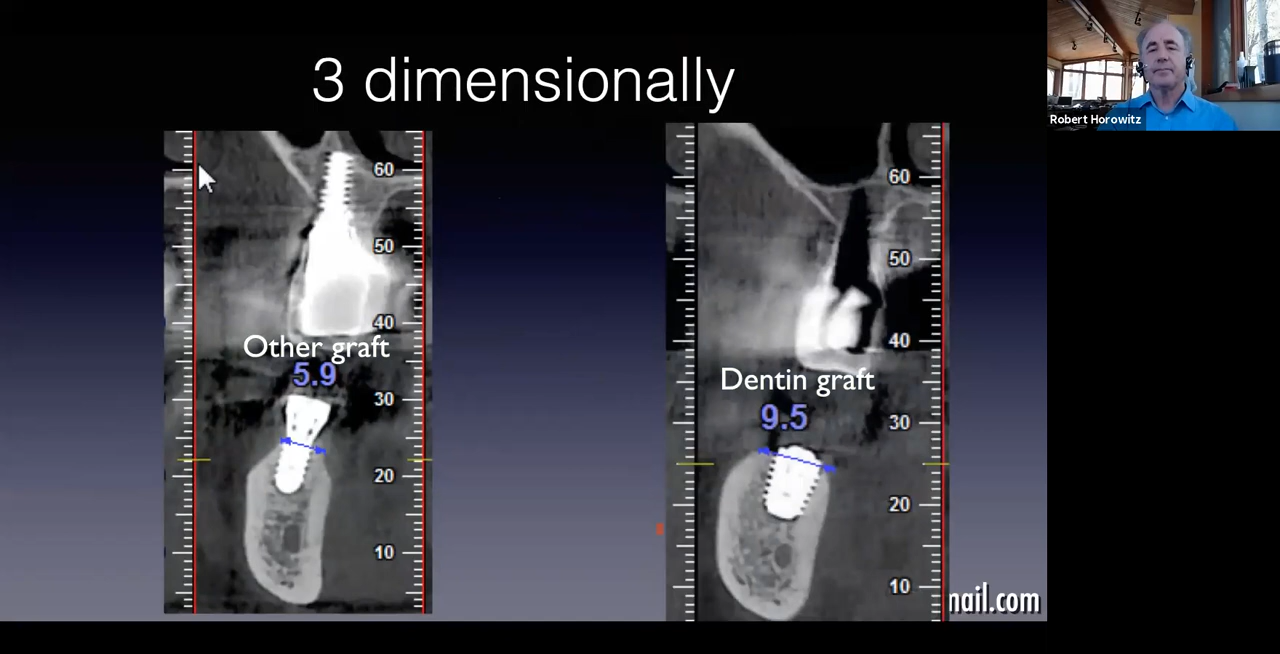 3 dimensionally
Robert Horowitz
60
50
40
Other graft
5.9
30
20
10
60
50
40
Dentin graft
9.5
30
20
10
nail.com